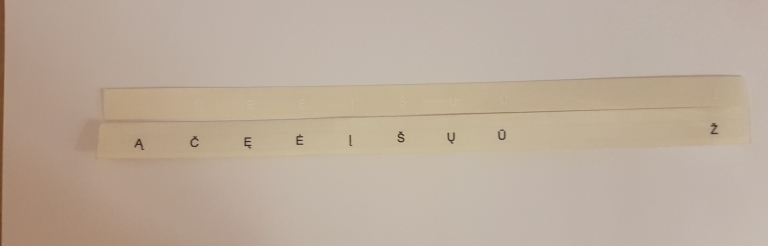 Ą Č Ę Ė Į Š Ų Ū Ž